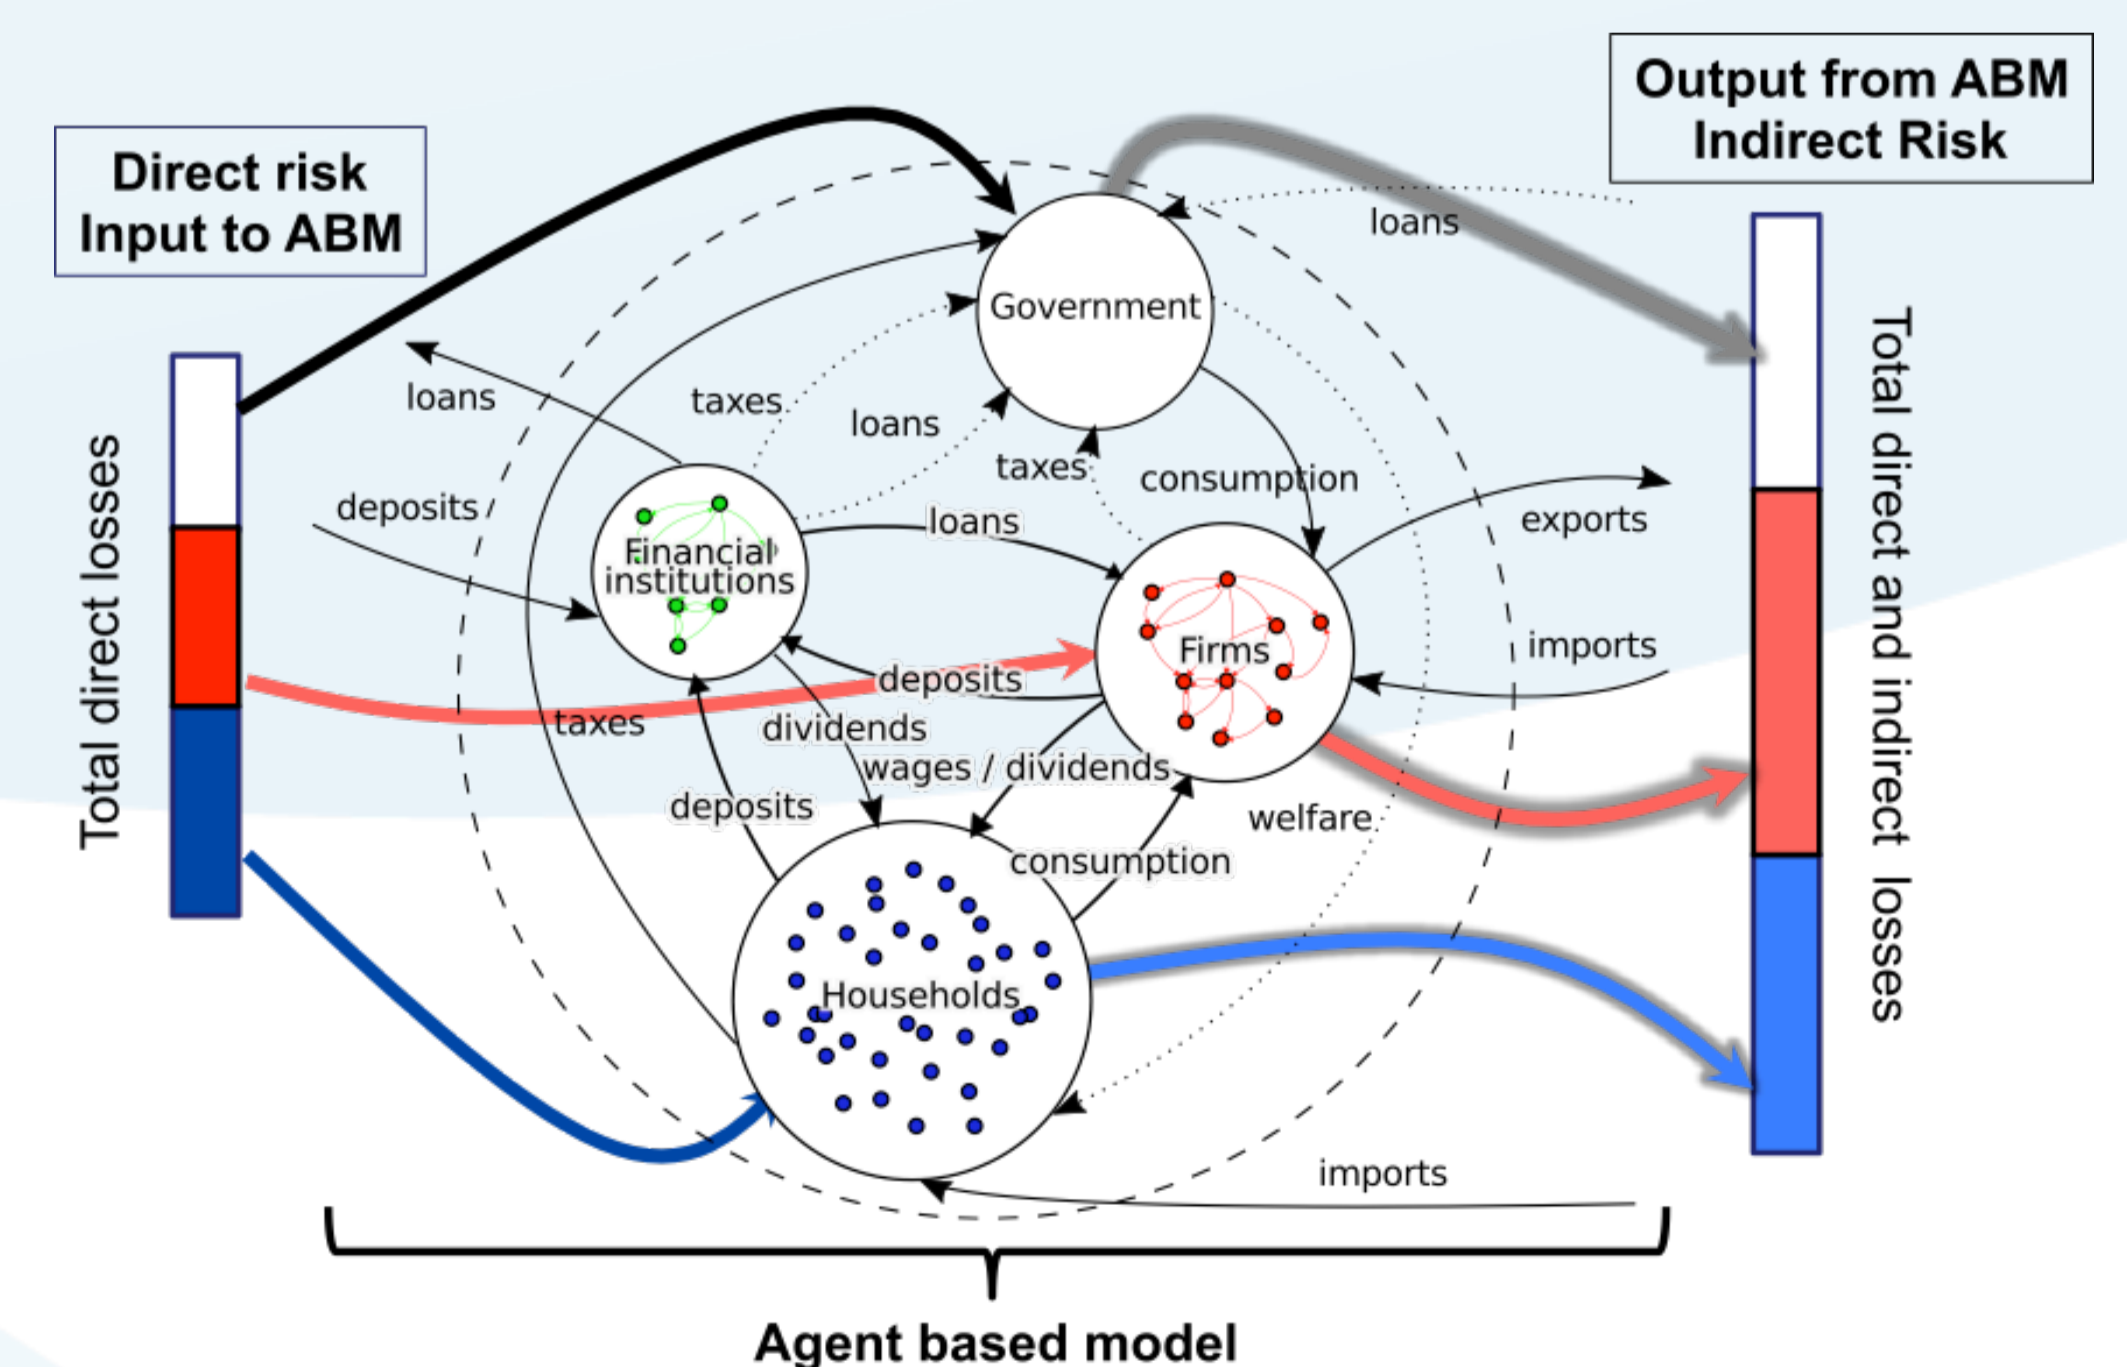 Direct risk
Input to ABM
Output from ABM
Indirect Risk
Total direct losses
Total direct and indirect losses
Government
loans
loans
taxes
loans
taxes
consumption
deposits
Financial
institutions
loans
exports
Firms
imports
deposits
taxes
dividends
wages / dividends
deposits
welfare
consumption
Households
imports
Agent based model